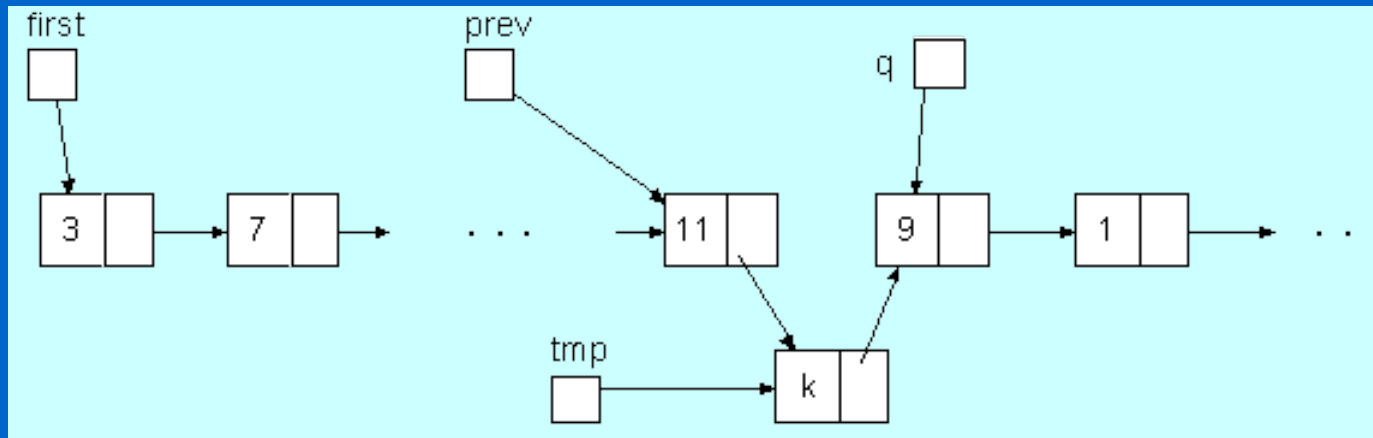 first prev
q
3 7 . . . 11 9 1 . .
tmp
k